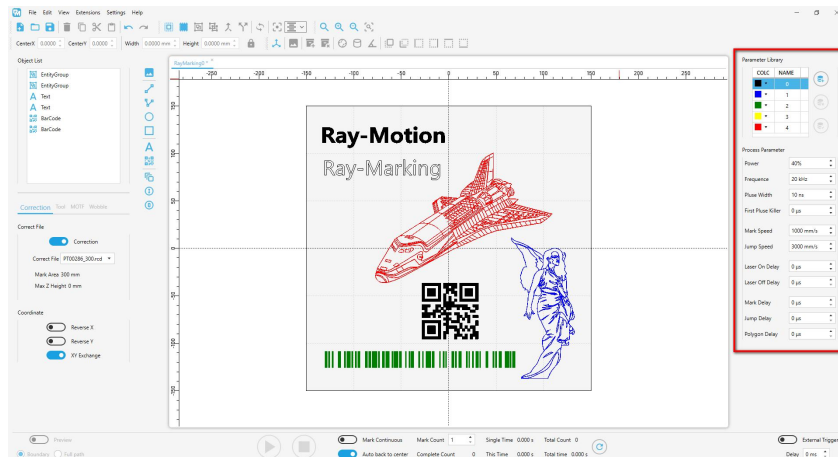 File Edit View Extensions Settings Help
CenterX 0.0000 CenterY 0.0000 Width 0.0000 mm Height 0.0000 mm
Object List
EntityGroup
EntityGroup
Text
Text
BarCode
BarCode
Correction Text MOTF Wobble
Correct File
Correction
Correct File PT00286_300.rcd
Mark Area 300 mm
Max Z Height 0 mm
Coordinate
Reverse X
Reverse Y
XY Exchange
RayMarking0*
-250 -200 -150 -100 -50 0 50 100 150 200 250
150
100
50
0
-50
-100
-150
Ray-Motion
Ray-Marking
Parameter Library
COLC NAME
0
1
2
3
4
Process Parameter
Power 40%
Frequence 20 kHz
Pluse Width 10 ns
First Pluse Killer 0 μs
Mark Speed 1000 mm/s
Jump Speed 3000 mm/s
Laser On Delay 0 μs
Laser Off Delay 0 μs
Mark Delay 0 μs
Jump Delay 0 μs
Polygon Delay 0 μs
Preview
Boundary Full path
Mark Continuous Mark Count 1 Single Time 0.000 s Total Count 0
Auto back to center Complete Count 0 This Time 0.000 s Total time 0.000 s
External Trigger
Delay 0 ms